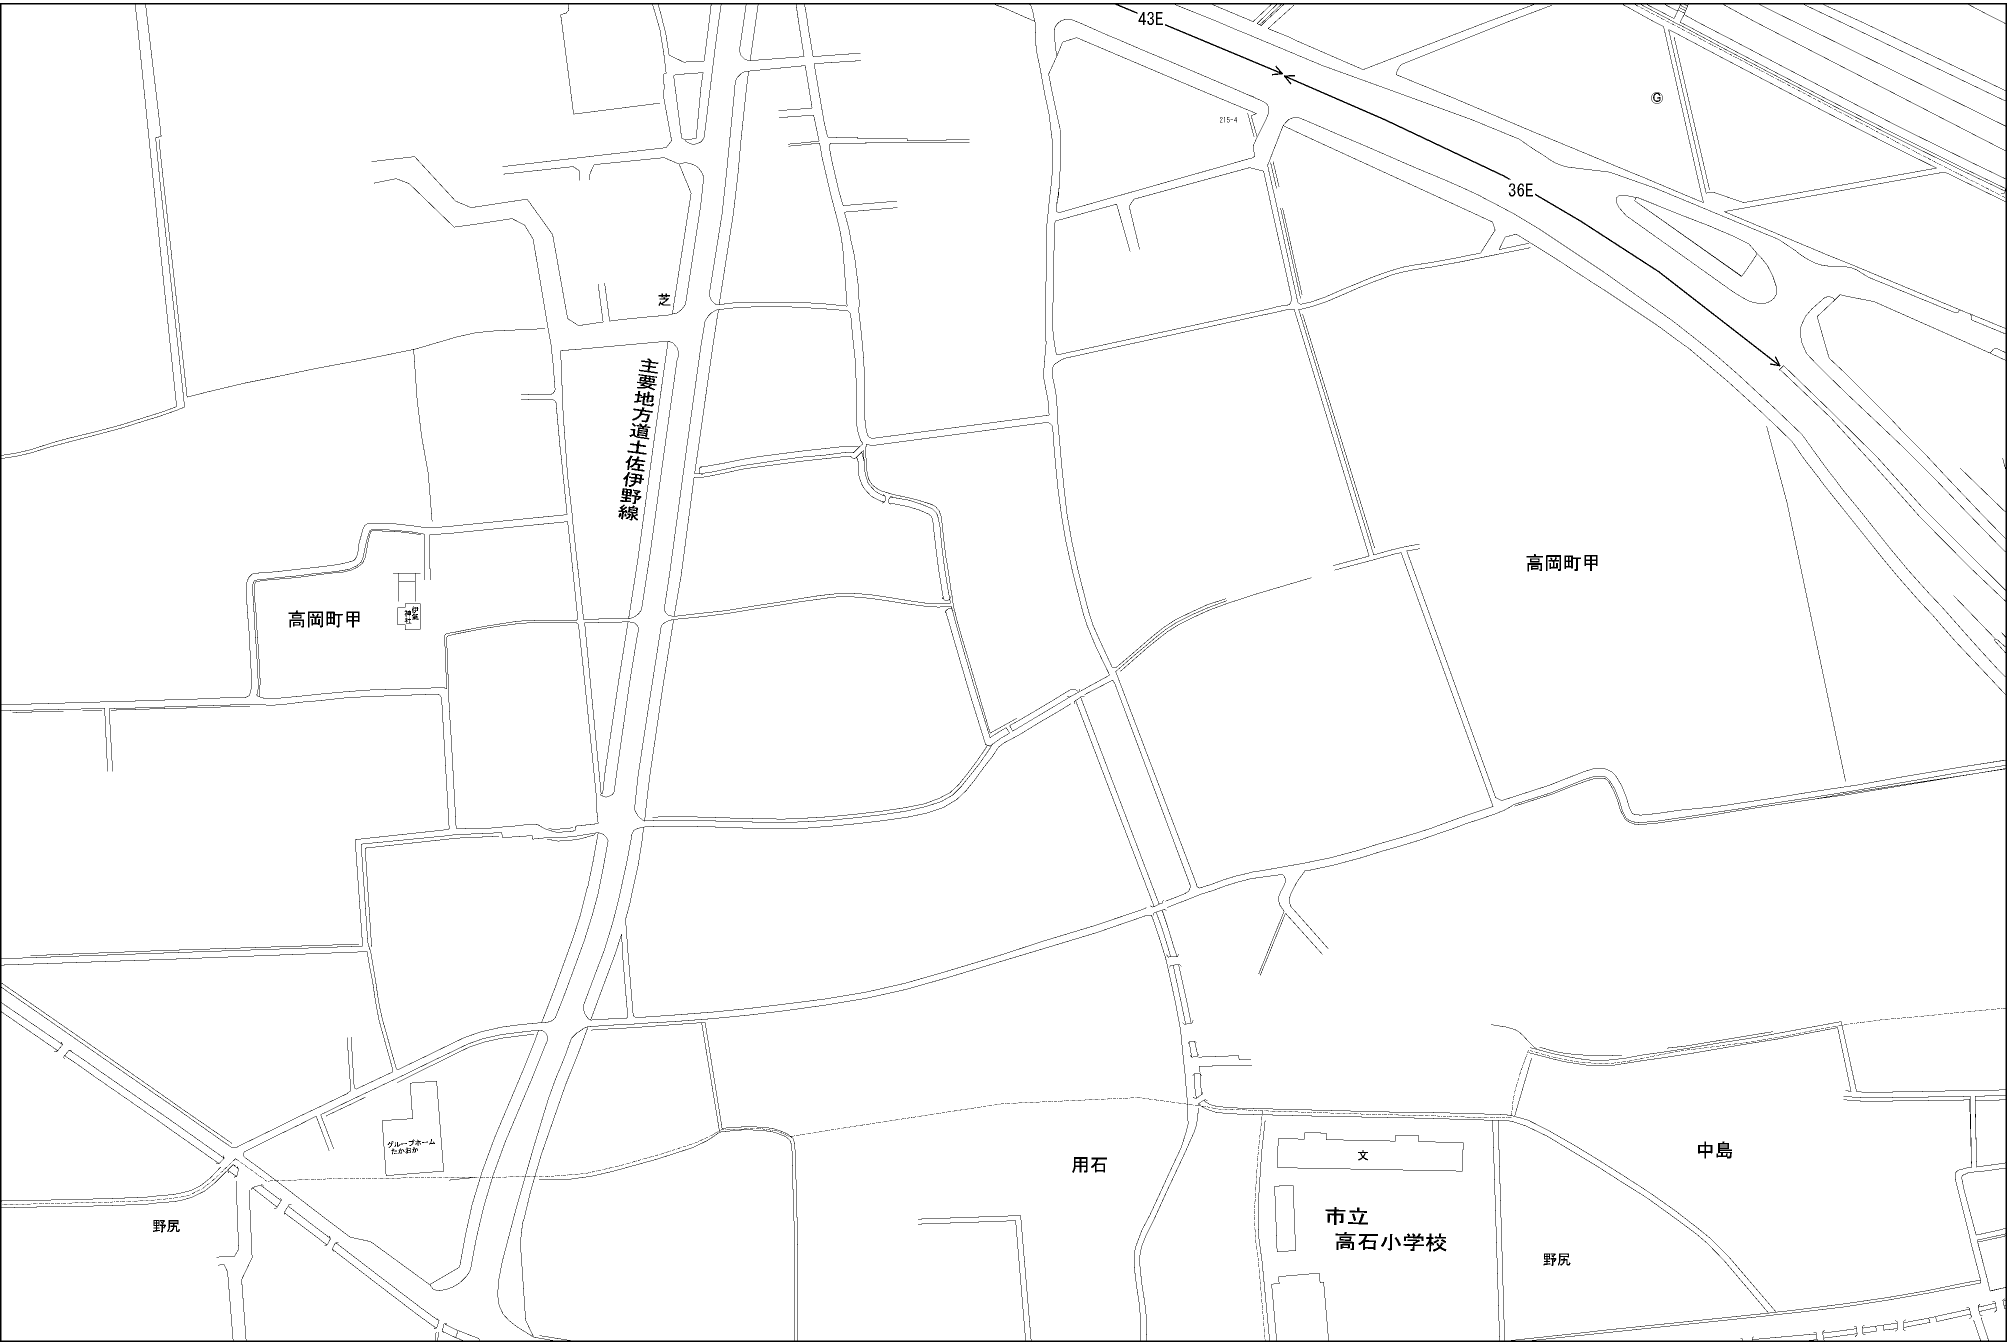 43E
Ⓖ
215-4
36E
芝
主要地方道土佐伊野線
高岡町甲
高岡町甲
神社
グループホーム
たかおか
中島
文
用石
市立
高石小学校
野尻
野尻